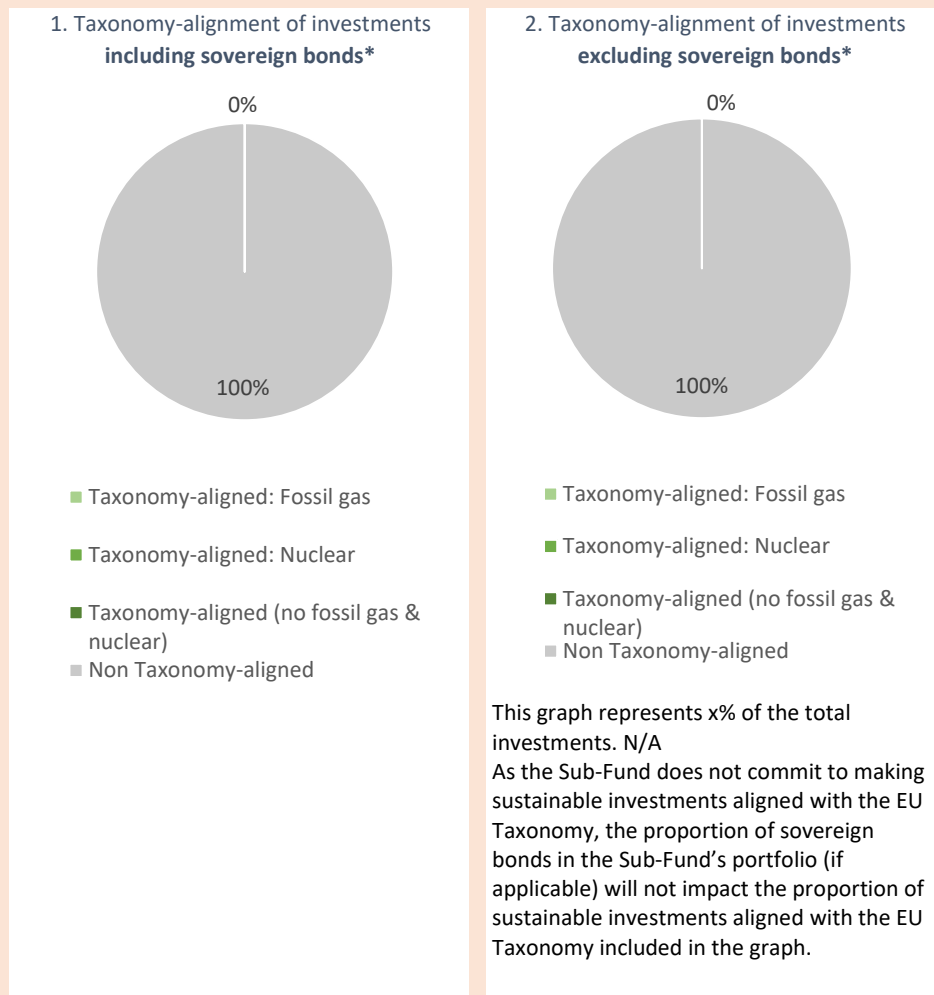 1. Taxonomy-alignment of investments
including sovereign bonds*
0%
100%
Taxonomy-aligned: Fossil gas
Taxonomy-aligned: Nuclear
Taxonomy-aligned (no fossil gas &
nuclear)
Non Taxonomy-aligned
2. Taxonomy-alignment of investments
excluding sovereign bonds*
0%
100%
Taxonomy-aligned: Fossil gas
Taxonomy-aligned: Nuclear
Taxonomy-aligned (no fossil gas &
nuclear)
Non Taxonomy-aligned
This graph represents x% of the total
investments. N/A
As the Sub-Fund does not commit to making
sustainable investments aligned with the EU
Taxonomy, the proportion of sovereign
bonds in the Sub-Fund’s portfolio (if
applicable) will not impact the proportion of
sustainable investments aligned with the EU
Taxonomy included in the graph.